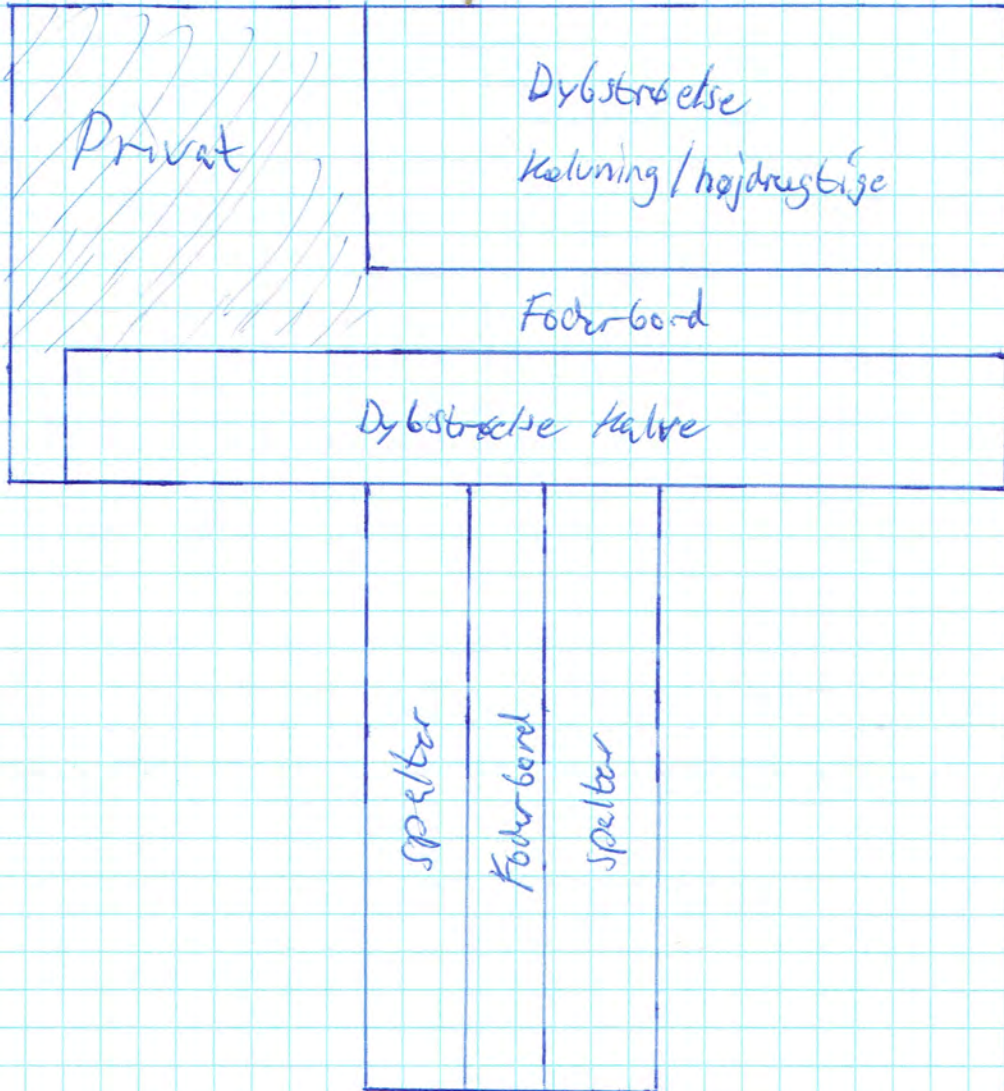 Privat
Dybstrøelse
Kælvning / højdrægtige
Foderbord
Dybstrøelse Kalve
Spalter
Foderbord
Spalter